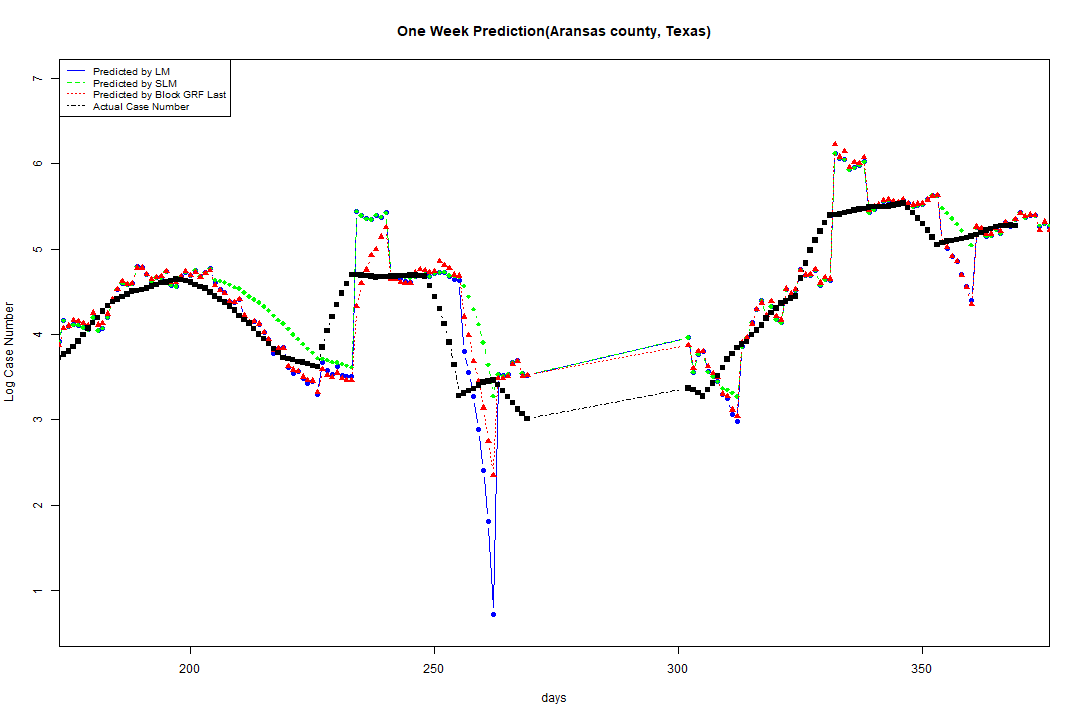 One Week Prediction(Aransas county, Texas)
Predicted by LM
Predicted by SLM
Predicted by Block GRF Last
Actual Case Number
7
6
5
4
3
2
1
Log Case Number
200 250 300 350
days